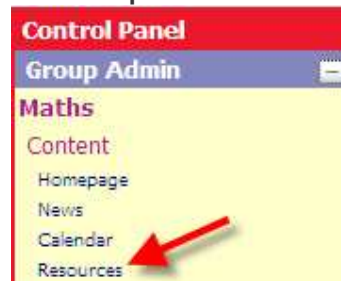 Control Panel
Group Admin
Maths
Content
Homepage
News
Calendar
Resources